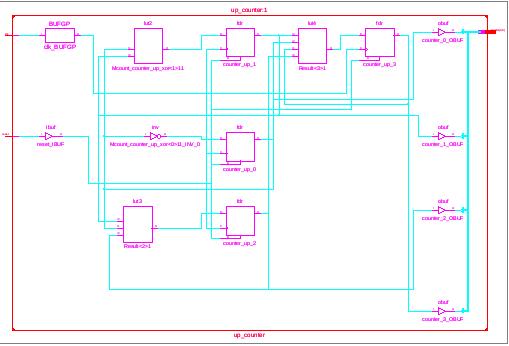 up_counter:1
BUFGP
clk_BUFGP
lut2
Mcount_counter_up_xor<1>11
fdr
counter_up_1
lut4
Result<3>1
fdr
counter_up_3
obuf
counter_0_OBUF
ibuf
reset_IBUF
inv
Mcount_counter_up_xor<0>11_INV_0
fdr
counter_up_0
obuf
counter_1_OBUF
lut3
Result<2>1
fdr
counter_up_2
obuf
counter_2_OBUF
obuf
counter_3_OBUF
up_counter